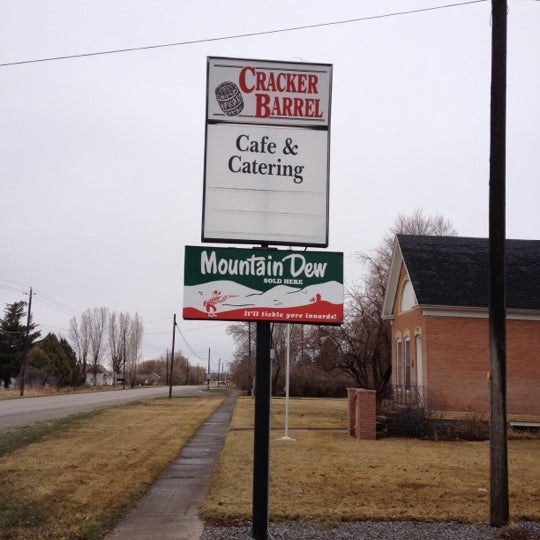 CRACKER
BARREL
Cafe &
Catering
Mountain Dew
SOLD HERE
It'll tickle yore innards!